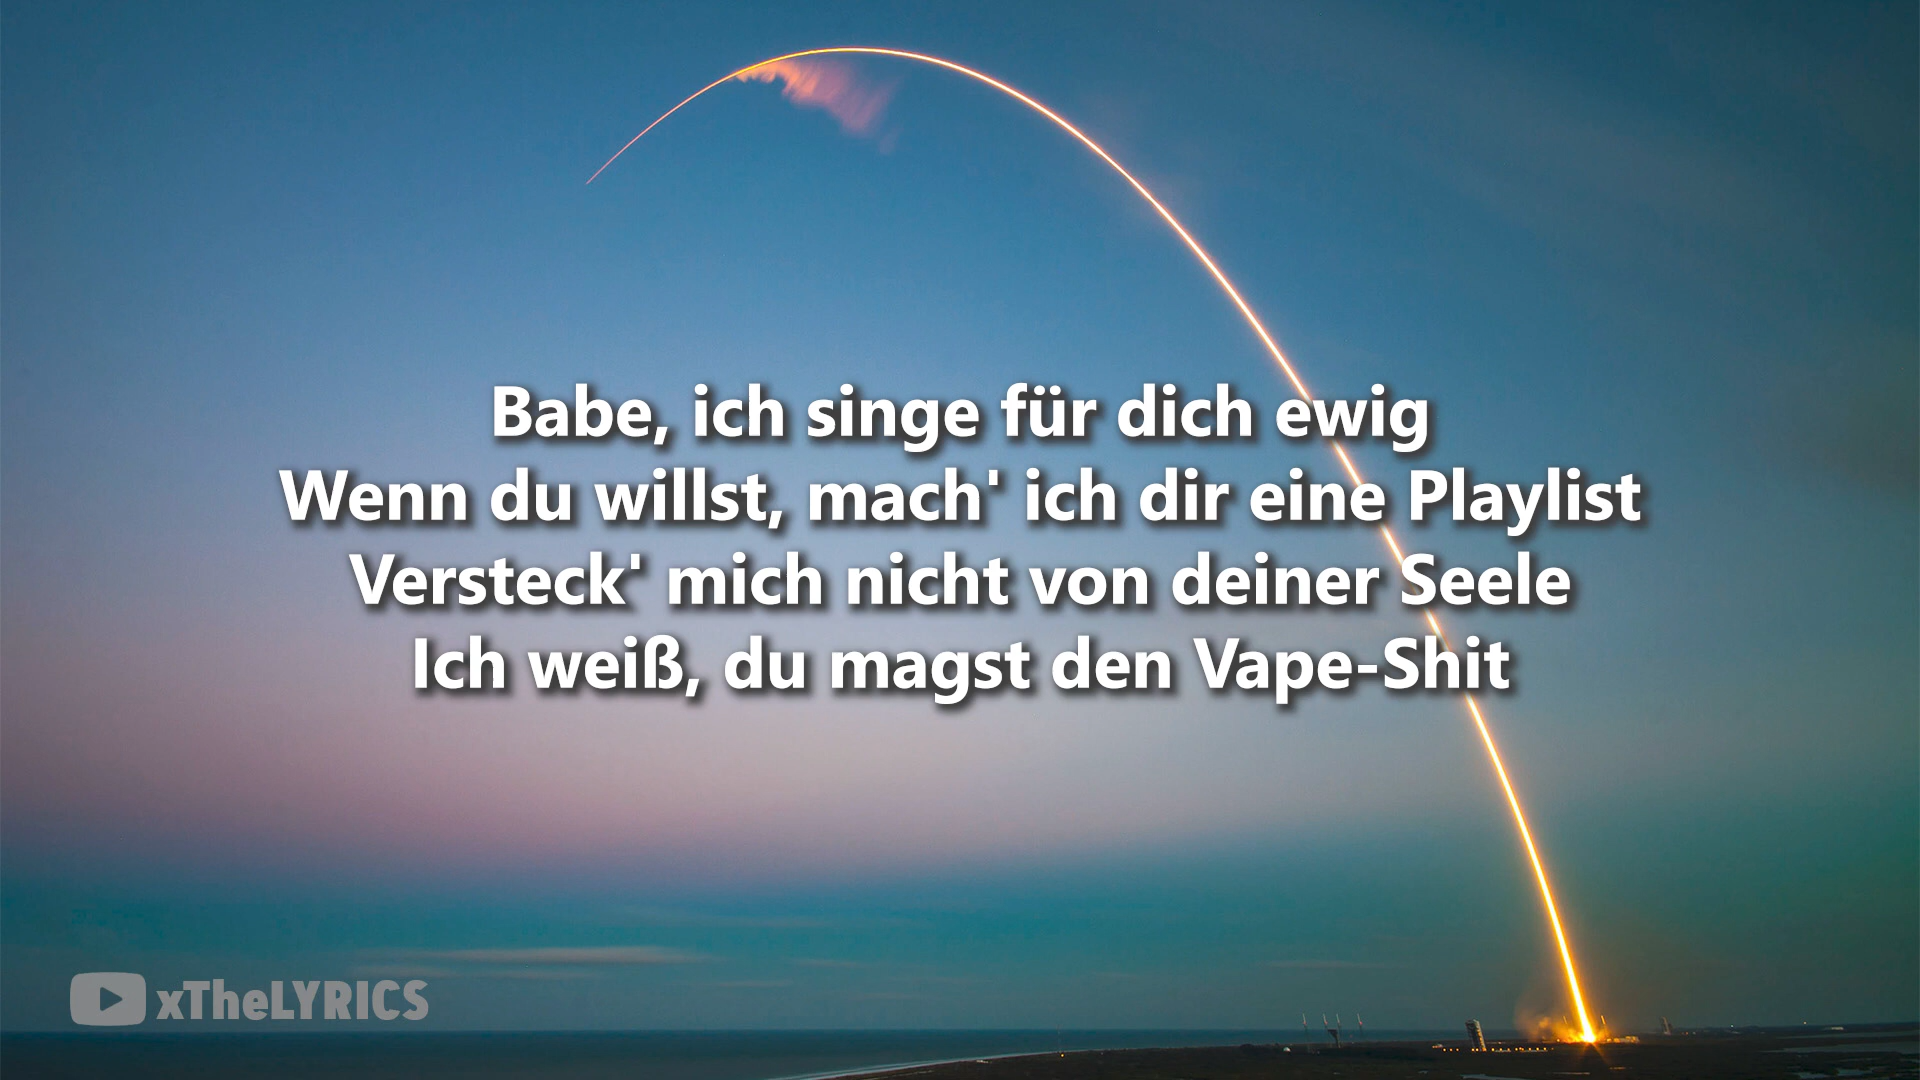 Babe, ich singe für dich ewig
Wenn du willst, mach' ich dir eine Playlist
Versteck' mich nicht von deiner Seele
Ich weiß, du magst den Vape-Shit
xTheLYRICS